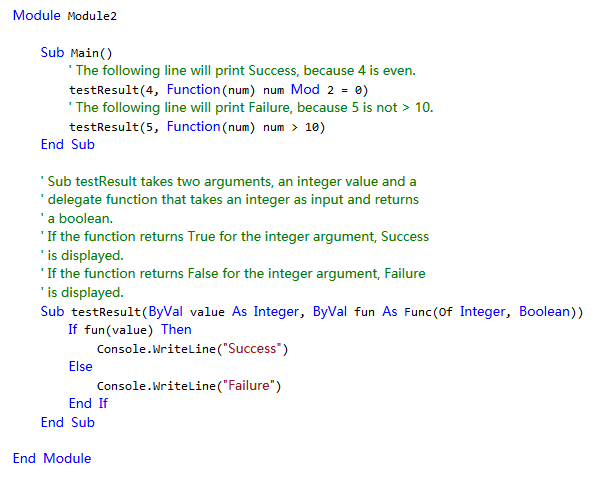 Module Module2
Sub Main()
' The following line will print Success, because 4 is even.
testResult(4, Function(num) num Mod 2 = 0)
' The following line will print Failure, because 5 is not > 10.
testResult(5, Function(num) num > 10)
End Sub
' Sub testResult takes two arguments, an integer value and a
' delegate function that takes an integer as input and returns
' a boolean.
' If the function returns True for the integer argument, Success
' is displayed.
' If the function returns False for the integer argument, Failure
' is displayed.
Sub testResult(ByVal value As Integer, ByVal fun As Func(Of Integer, Boolean))
If fun(value) Then
Console.WriteLine("Success")
Else
Console.WriteLine("Failure")
End If
End Sub
End Module